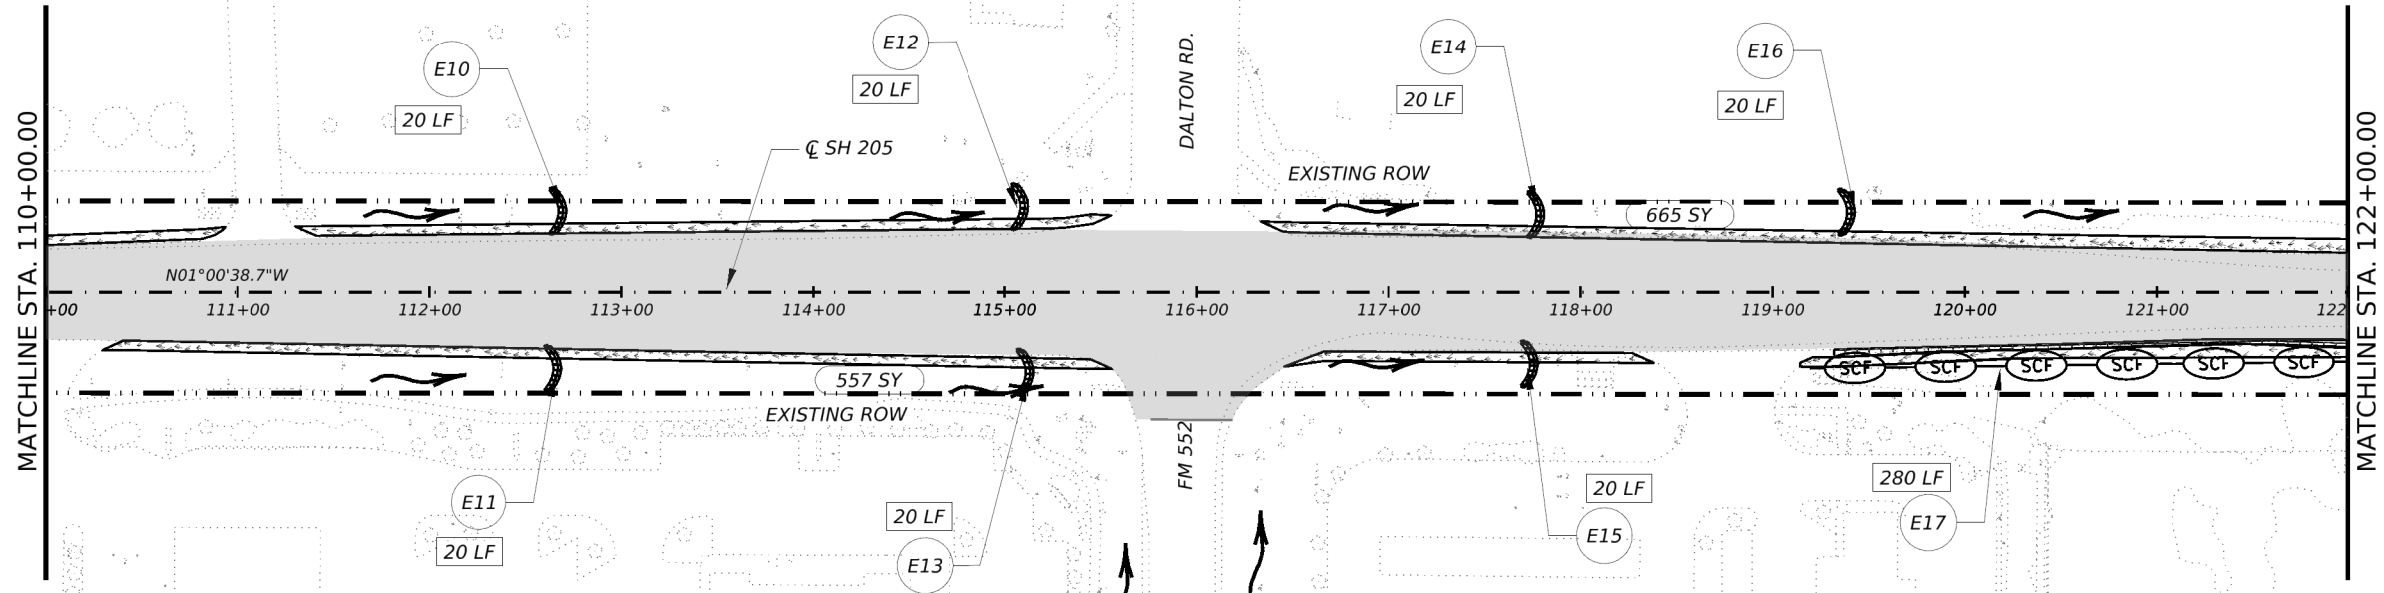 MATCHLINE STA. 110+00.00
E10
20 LF
E12
20 LF
℄ SH 205
DALTON RD.
EXISTING ROW
E14
20 LF
665 SY
E16
20 LF
N01°00'38.7"W
+00
111+00
112+00
113+00
114+00
115+00
116+00
117+00
118+00
119+00
120+00
121+00
122
557 SY
EXISTING ROW
SCF
SCF
SCF
SCF
SCF
SCF
E11
20 LF
20 LF
E13
FM 552
20 LF
E15
280 LF
E17
MATCHLINE STA. 122+00.00